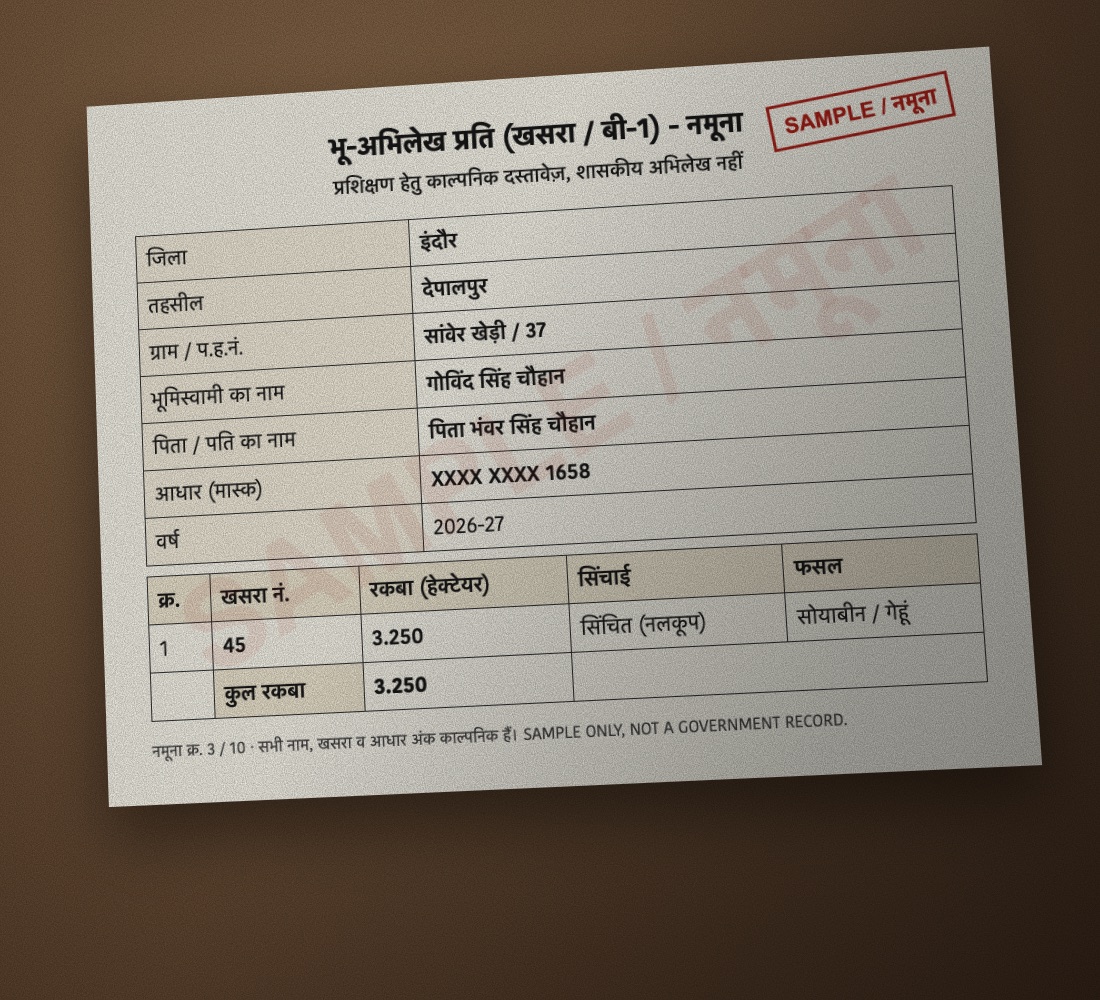 SAMPLE / नमूना
भू-अभिलेख प्रति (खसरा / बी-1) - नमूना
प्रशिक्षण हेतु काल्पनिक दस्तावेज़, शासकीय अभिलेख नहीं
जिला इंदौर
तहसील देपालपुर
ग्राम / प.ह.नं. सांवेर खेड़ी / 37
भूमिस्वामी का नाम गोविंद सिंह चौहान
पिता / पति का नाम पिता भंवर सिंह चौहान
आधार (मास्क) XXXX XXXX 1658
वर्ष 2026-27
SAMPLE / नमूना
क्र. खसरा नं. रकबा (हेक्टेयर) सिंचाई फसल
1 45 3.250 सिंचित (नलकूप) सोयाबीन / गेहूं
कुल रकबा 3.250
नमूना क्र. 3 / 10 · सभी नाम, खसरा व आधार अंक काल्पनिक हैं। SAMPLE ONLY, NOT A GOVERNMENT RECORD.